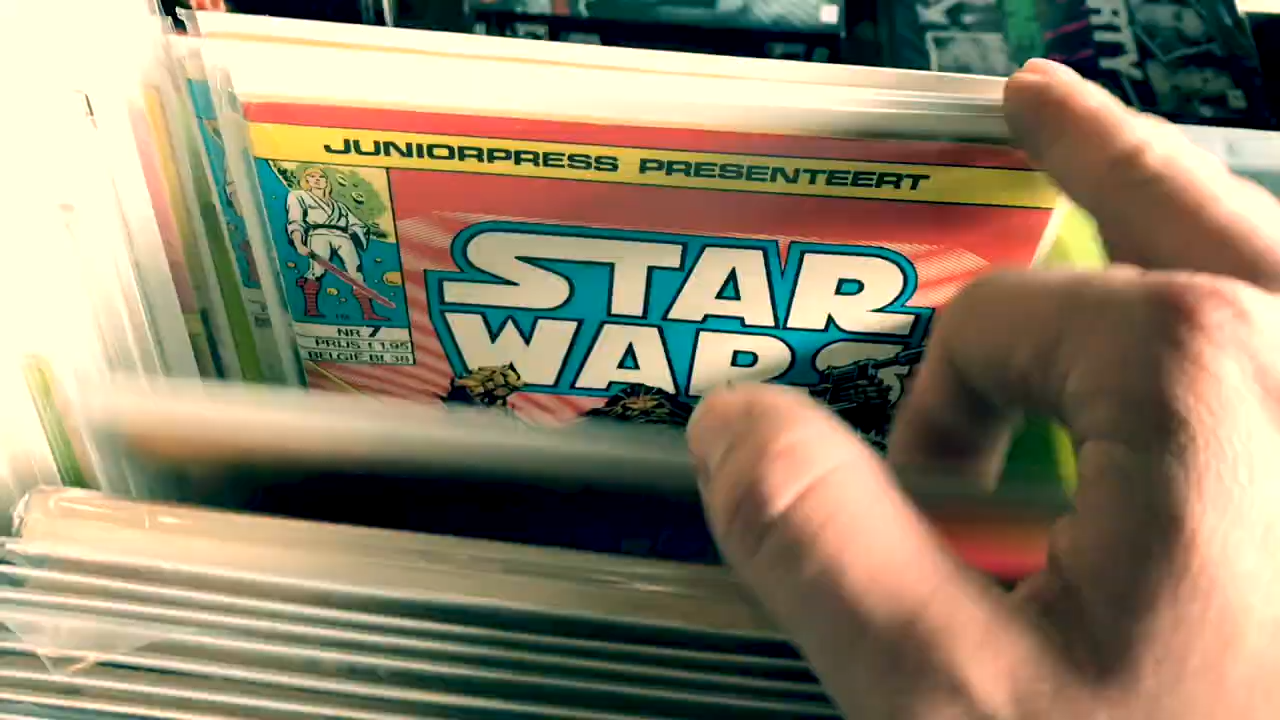 JUNIORPRESS PRESENTEERT
STAR
WARS
NR 7
PRIJS f 1,95
BELGIË BF. 38